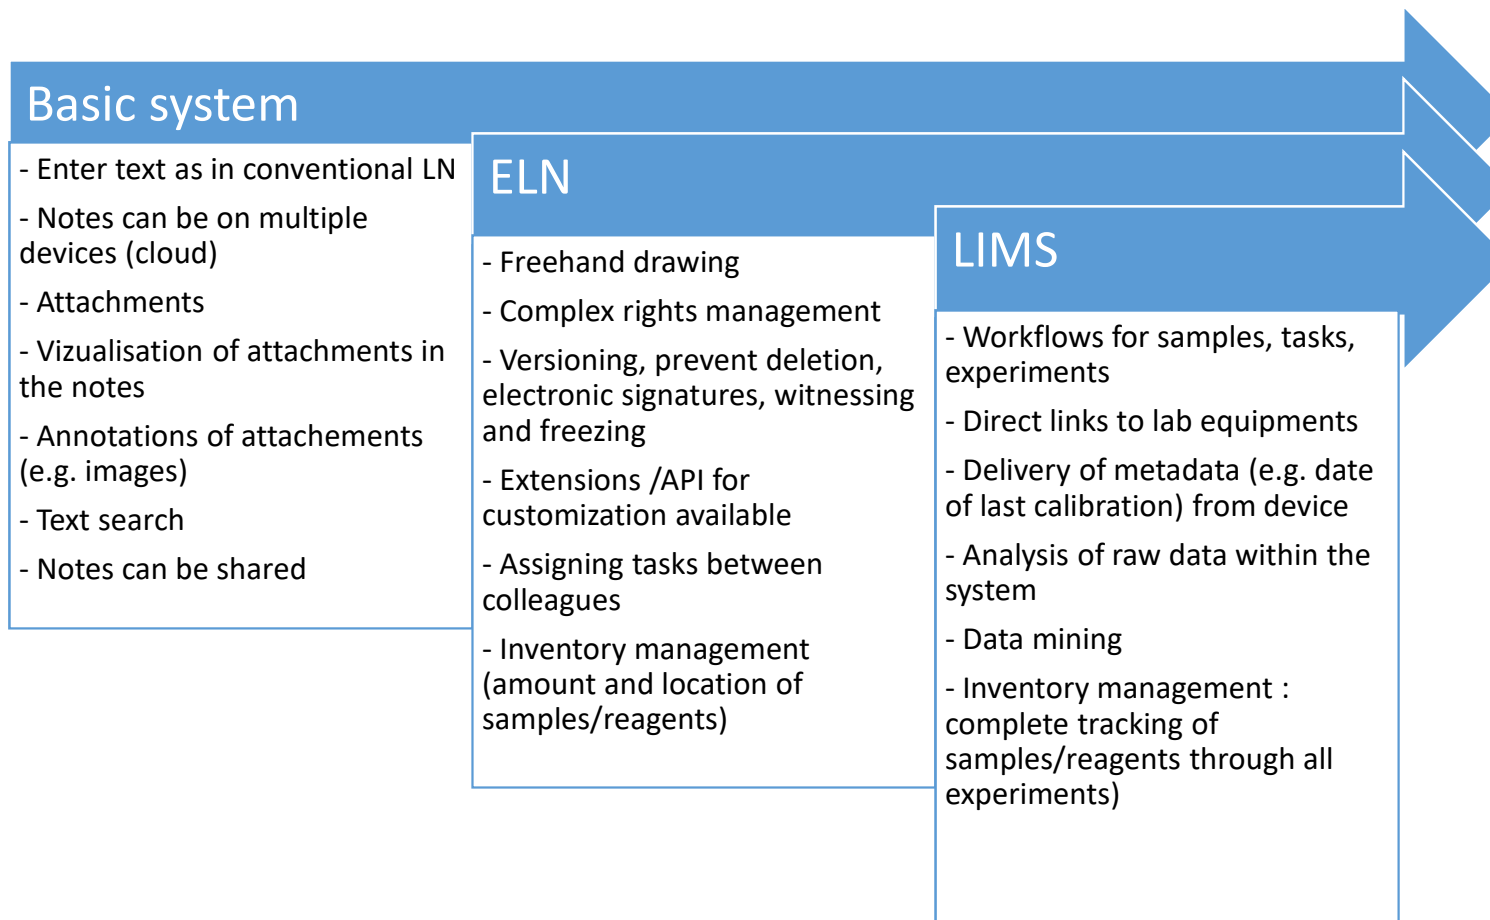 Basic system
- Enter text as in conventional LN
- Notes can be on multiple
devices (cloud)
- Attachments
- Vizualisation of attachments in
the notes
- Annotations of attachements
(e.g. images)
- Text search
- Notes can be shared
ELN
- Freehand drawing
- Complex rights management
- Versioning, prevent deletion,
electronic signatures, witnessing
and freezing
- Extensions /API for
customization available
- Assigning tasks between
colleagues
- Inventory management
(amount and location of
samples/reagents)
LIMS
- Workflows for samples, tasks,
experiments
- Direct links to lab equipments
- Delivery of metadata (e.g. date
of last calibration) from device
- Analysis of raw data within the
system
- Data mining
- Inventory management :
complete tracking of
samples/reagents through all
experiments)